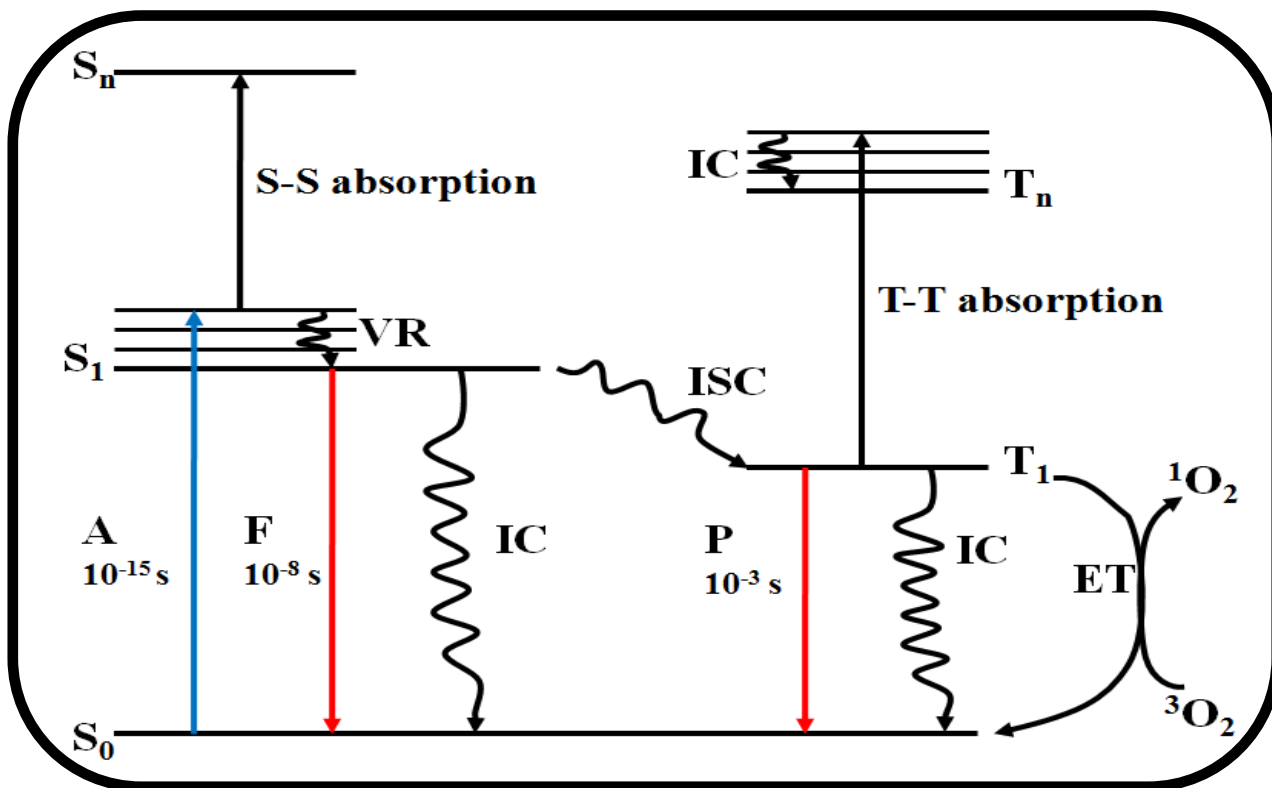 Sₙ
S-S absorption
IC
Tₙ
T-T absorption
VR
S₁
ISC
T₁
¹O₂
A
10⁻¹⁵ s
F
10⁻⁸ s
IC
P
10⁻³ s
IC
ET
³O₂
S₀